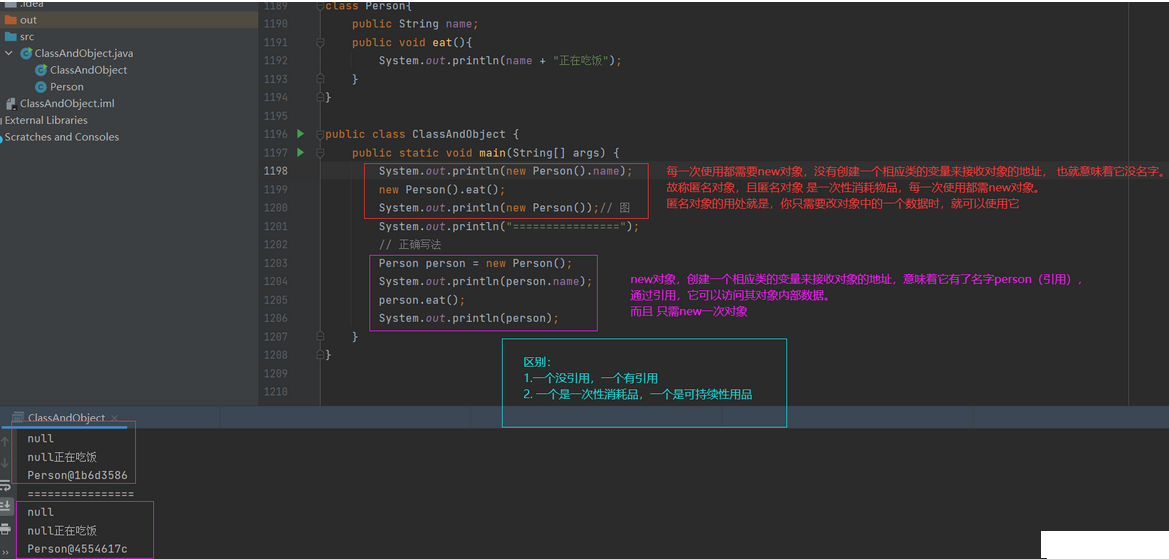 .idea
out
src
ClassAndObject.java
ClassAndObject
Person
ClassAndObject.iml
External Libraries
Scratches and Consoles
1189 class Person{
1190 public String name;
1191 public void eat(){
1192 System.out.println(name + "正在吃饭");
1193 }
1194 }
1195
1196 public class ClassAndObject {
1197 public static void main(String[] args) {
1198 System.out.println(new Person().name);
1199 new Person().eat();
1200 System.out.println(new Person());// 图
1201 System.out.println("================");
1202 // 正确写法
1203 Person person = new Person();
1204 System.out.println(person.name);
1205 person.eat();
1206 System.out.println(person);
1207 }
1208 }
1209
1210
每一次使用都需要new对象，没有创建一个相应类的变量来接收对象的地址， 也就意味着它没名字。
故称匿名对象，且匿名对象 是一次性消耗物品，每一次使用都需new对象。
匿名对象的用处就是，你只需要改对象中的一个数据时，就可以使用它
new对象，创建一个相应类的变量来接收对象的地址，意味着它有了名字person（引用），
通过引用，它可以访问其对象内部数据。
而且 只需new一次对象
区别：
1.一个没引用，一个有引用
2. 一个是一次性消耗品，一个是可持续性用品
ClassAndObject
null
null正在吃饭
Person@1b6d3586
================
null
null正在吃饭
Person@4554617c